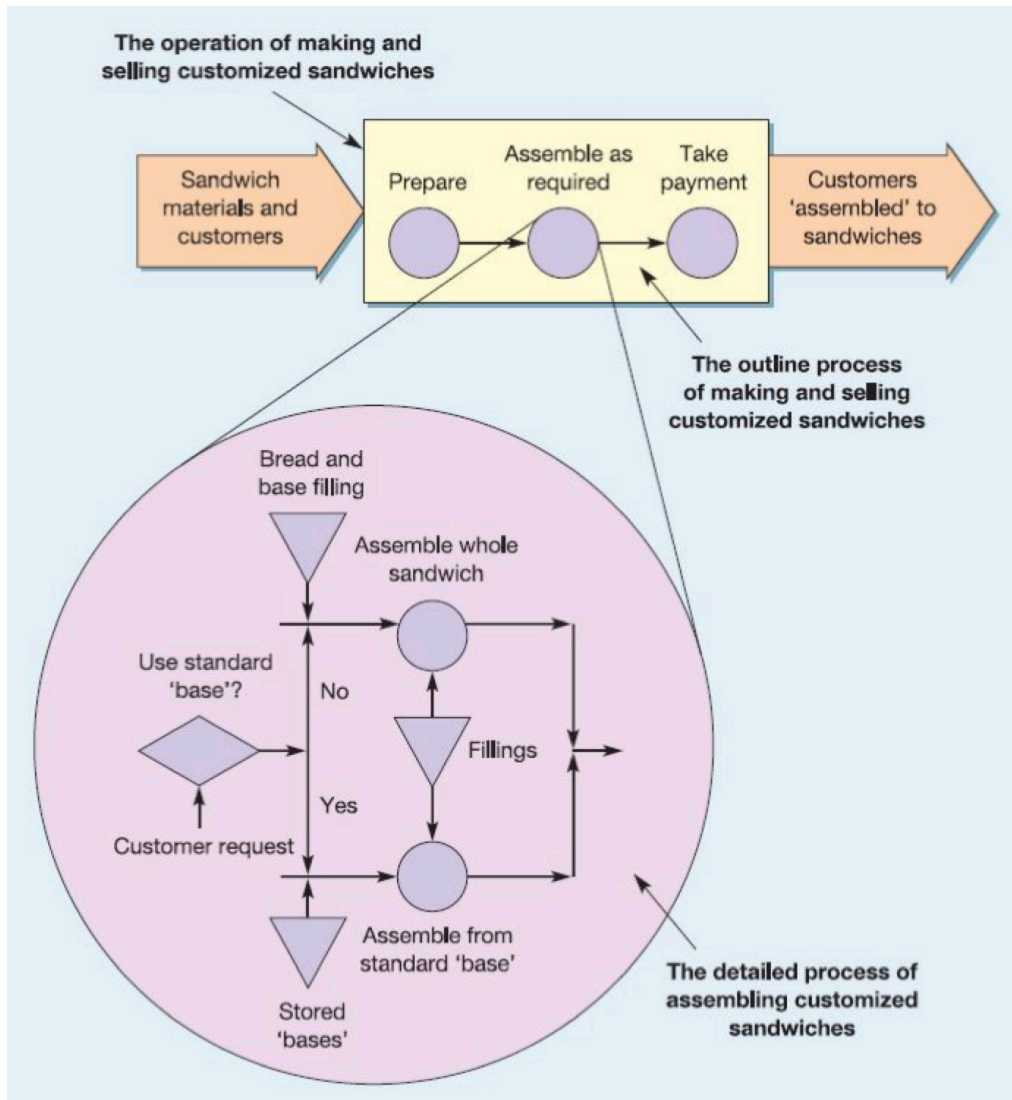 The operation of making and
selling customized sandwiches
Sandwich
materials and
customers
Prepare
Assemble as
required
Take
payment
Customers
‘assembled’ to
sandwiches
The outline process
of making and selling
customized sandwiches
Bread and
base filling
Assemble whole
sandwich
Use standard
‘base’?
No
Fillings
Yes
Customer request
Assemble from
standard ‘base’
Stored
‘bases’
The detailed process of
assembling customized
sandwiches